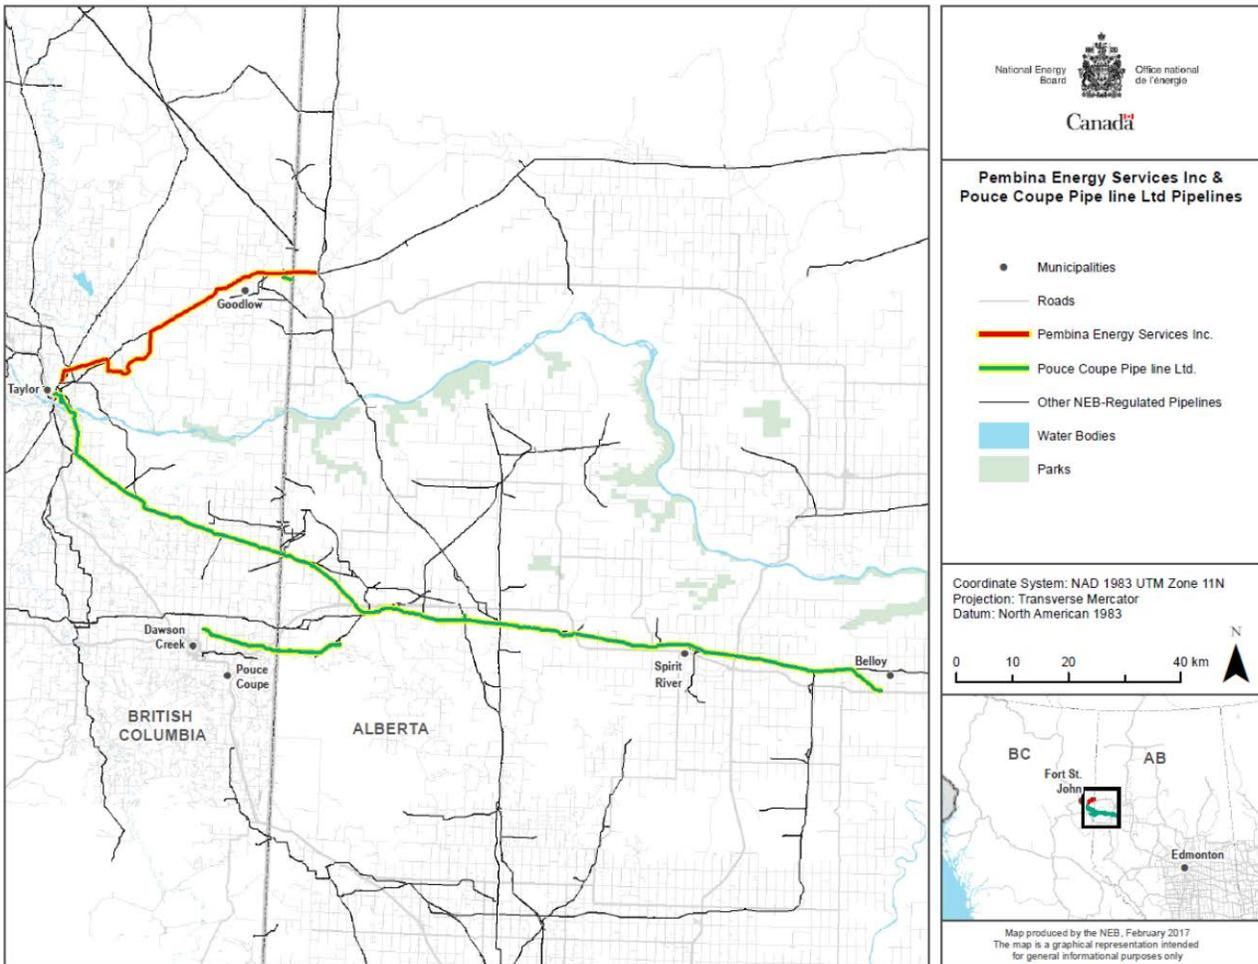 Goodlow
Taylor
Dawson
Creek
Pouce
Coupe
Spirit
River
Belloy
BRITISH
COLUMBIA
ALBERTA
National Energy
Board
Office national
de l'énergie
Canada
Pembina Energy Services Inc &
Pouce Coupe Pipe line Ltd Pipelines
Municipalities
Roads
Pembina Energy Services Inc.
Pouce Coupe Pipe line Ltd.
Other NEB-Regulated Pipelines
Water Bodies
Parks
Coordinate System: NAD 1983 UTM Zone 11N
Projection: Transverse Mercator
Datum: North American 1983
N
0 10 20 40 km
BC
AB
Fort St.
John
Edmonton
Map produced by the NEB, February 2017
The map is a graphical representation intended
for general informational purposes only